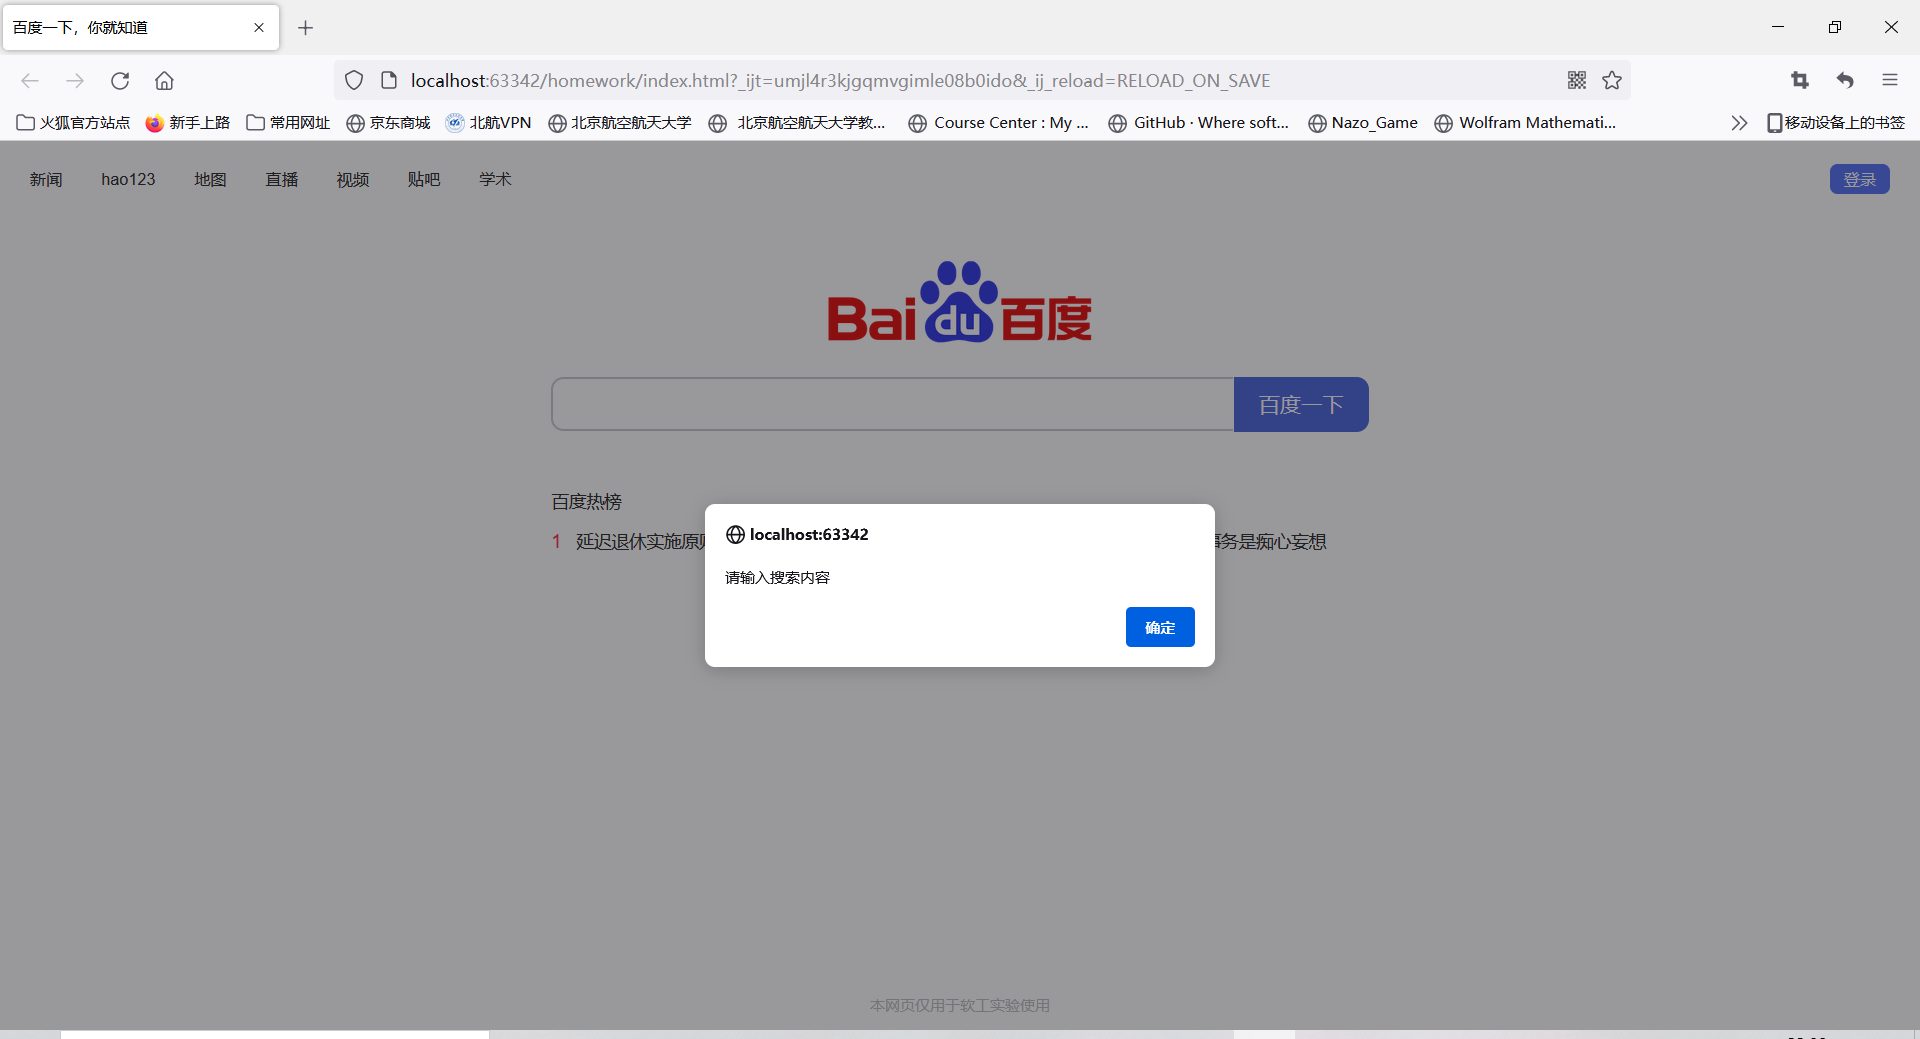 百度一下，你就知道
localhost:63342/homework/index.html?_ijt=umjl4r3kjgqmvgimle08b0ido&_ij_reload=RELOAD_ON_SAVE
火狐官方站点 新手上路 常用网址 京东商城 北航VPN 北京航空航天大学 北京航空航天大学教... Course Center : My ... GitHub · Where soft... Nazo_Game Wolfram Mathemati... 移动设备上的书签
新闻 hao123 地图 直播 视频 贴吧 学术 登录
Bai du 百度
百度一下
百度热榜
1 延迟退休实施原 事务是痴心妄想
localhost:63342
请输入搜索内容
确定
本网页仅用于软工实验使用